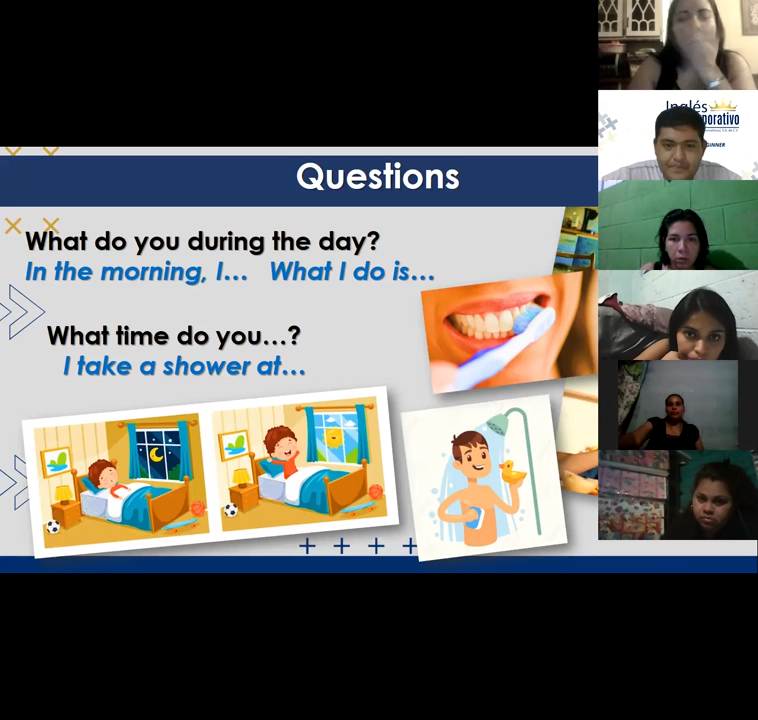 Questions
What do you during the day?
In the morning, I... What I do is...
What time do you...?
I take a shower at...
Inglés
porativo
GINNER